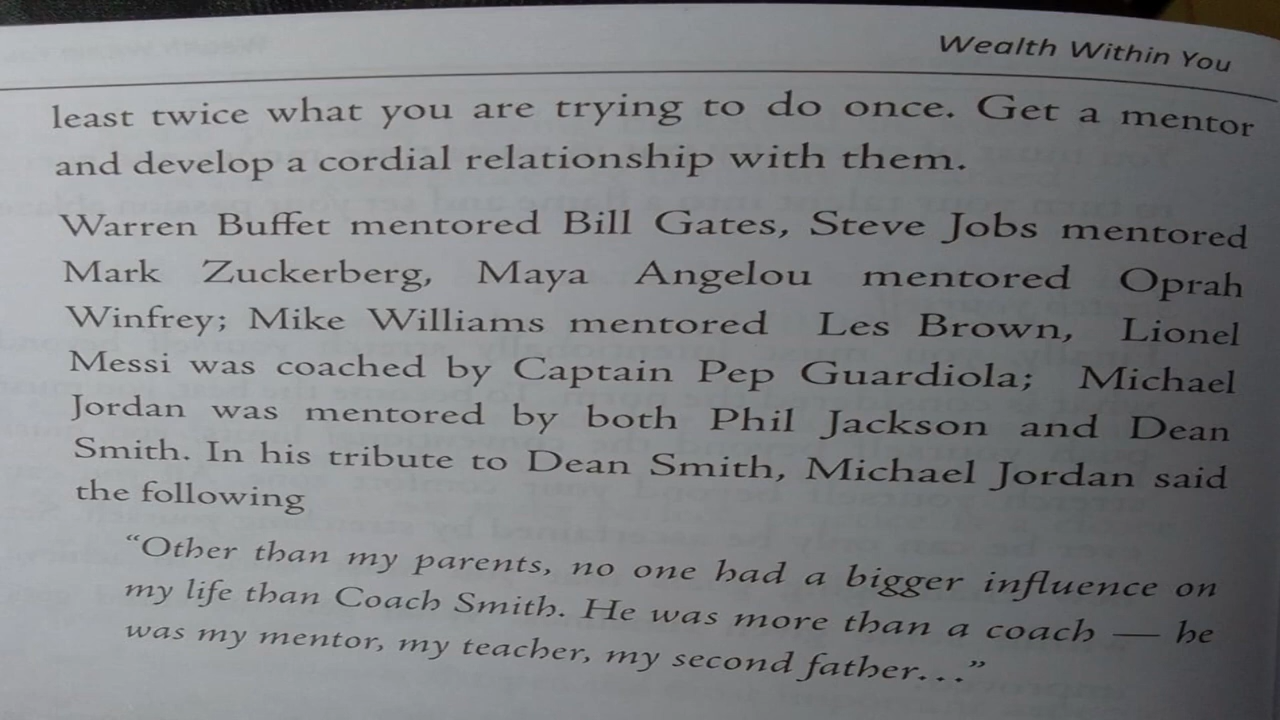 Wealth Within You
least twice what you are trying to do once. Get a mentor
and develop a cordial relationship with them.
Warren Buffet mentored Bill Gates, Steve Jobs mentored
Mark Zuckerberg, Maya Angelou mentored Oprah
Winfrey; Mike Williams mentored Les Brown, Lionel
Messi was coached by Captain Pep Guardiola; Michael
Jordan was mentored by both Phil Jackson and Dean
Smith. In his tribute to Dean Smith, Michael Jordan said
the following
“Other than my parents, no one had a bigger influence on
my life than Coach Smith. He was more than a coach — he
was my mentor, my teacher, my second father...”